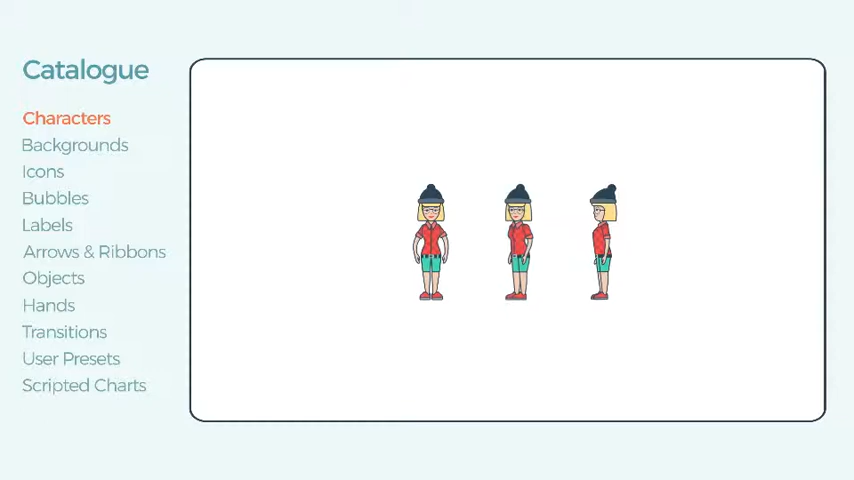 Catalogue
Characters
Backgrounds
Icons
Bubbles
Labels
Arrows & Ribbons
Objects
Hands
Transitions
User Presets
Scripted Charts